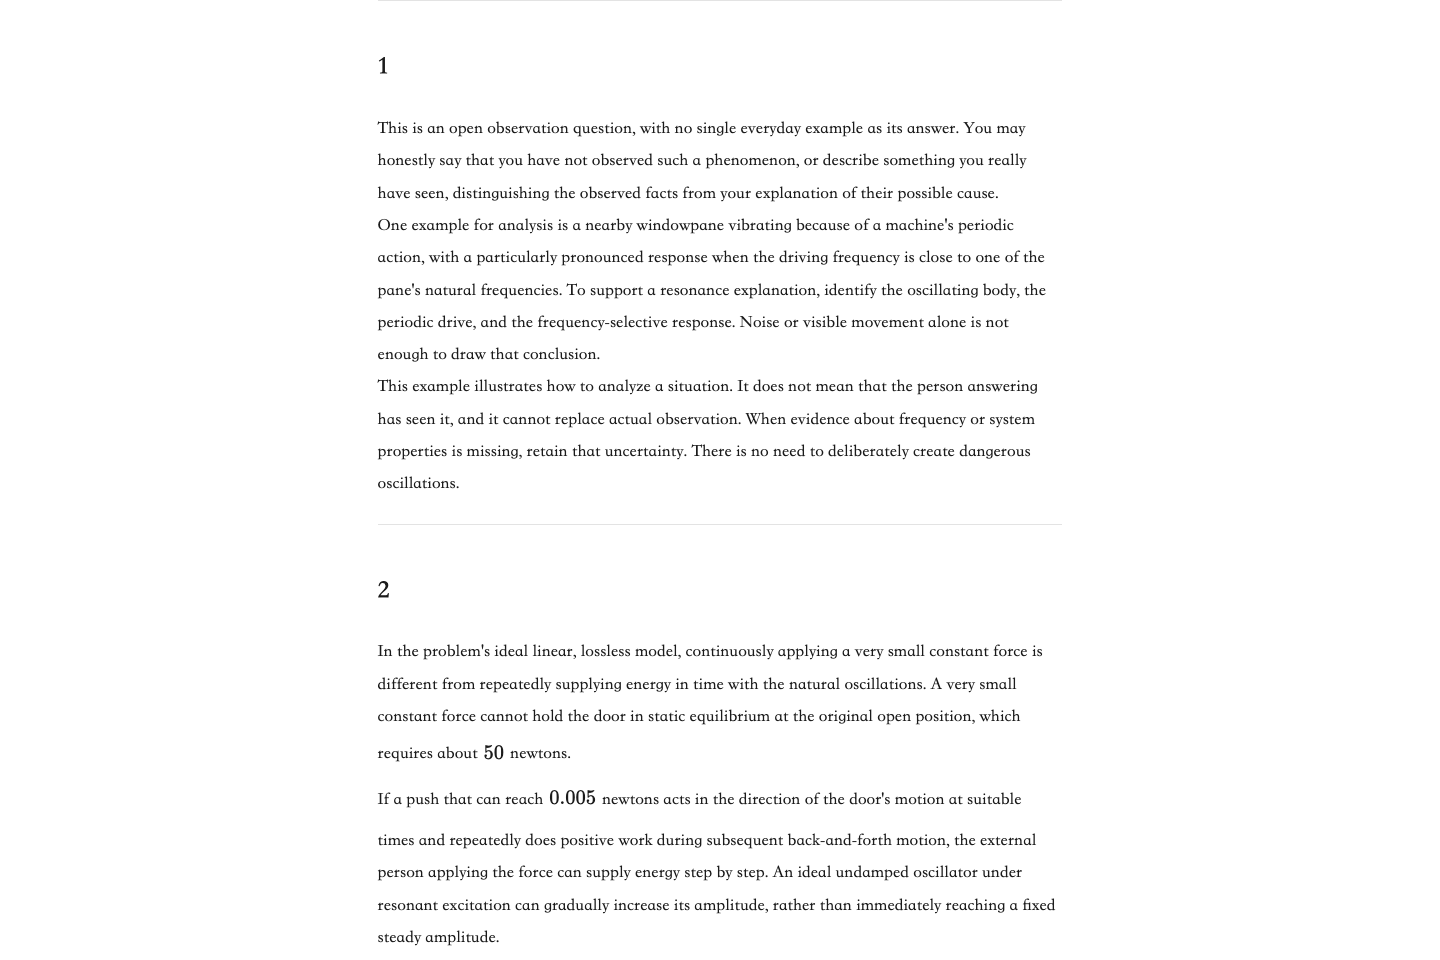 1
This is an open observation question, with no single everyday example as its answer. You may
honestly say that you have not observed such a phenomenon, or describe something you really
have seen, distinguishing the observed facts from your explanation of their possible cause.
One example for analysis is a nearby windowpane vibrating because of a machine's periodic
action, with a particularly pronounced response when the driving frequency is close to one of the
pane's natural frequencies. To support a resonance explanation, identify the oscillating body, the
periodic drive, and the frequency-selective response. Noise or visible movement alone is not
enough to draw that conclusion.
This example illustrates how to analyze a situation. It does not mean that the person answering
has seen it, and it cannot replace actual observation. When evidence about frequency or system
properties is missing, retain that uncertainty. There is no need to deliberately create dangerous
oscillations.
2
In the problem's ideal linear, lossless model, continuously applying a very small constant force is
different from repeatedly supplying energy in time with the natural oscillations. A very small
constant force cannot hold the door in static equilibrium at the original open position, which
requires about 50 newtons.
If a push that can reach 0.005 newtons acts in the direction of the door's motion at suitable
times and repeatedly does positive work during subsequent back-and-forth motion, the external
person applying the force can supply energy step by step. An ideal undamped oscillator under
resonant excitation can gradually increase its amplitude, rather than immediately reaching a fixed
steady amplitude.